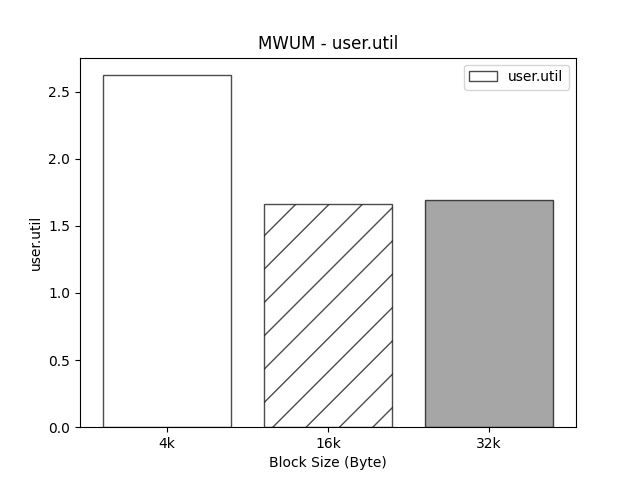 MWUM - user.util
user.util
2.5
2.0
1.5
1.0
0.5
0.0
user.util
4k
16k
32k
Block Size (Byte)